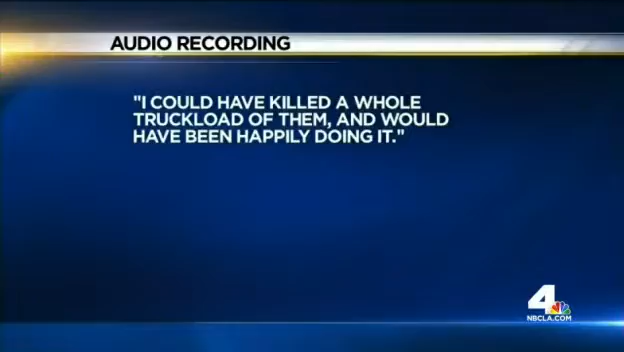 AUDIO RECORDING
"I COULD HAVE KILLED A WHOLE
TRUCKLOAD OF THEM, AND WOULD
HAVE BEEN HAPPILY DOING IT."
4
NBCLA.COM